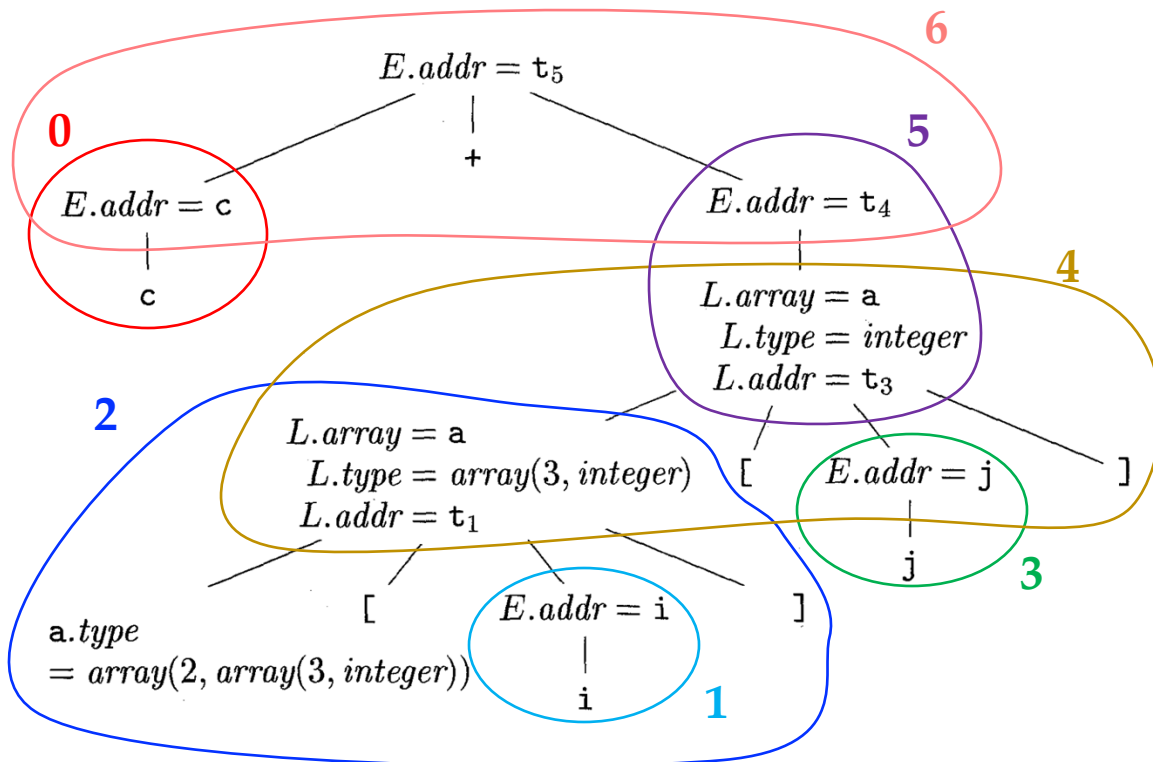 6
E.addr = t5
0
5
+
E.addr = c
E.addr = t4
4
c
L.array = a
L.type = integer
L.addr = t3
2
L.array = a
L.type = array(3, integer)
L.addr = t1
[
E.addr = j
]
j
3
[
E.addr = i
]
a.type
= array(2, array(3, integer))
i
1